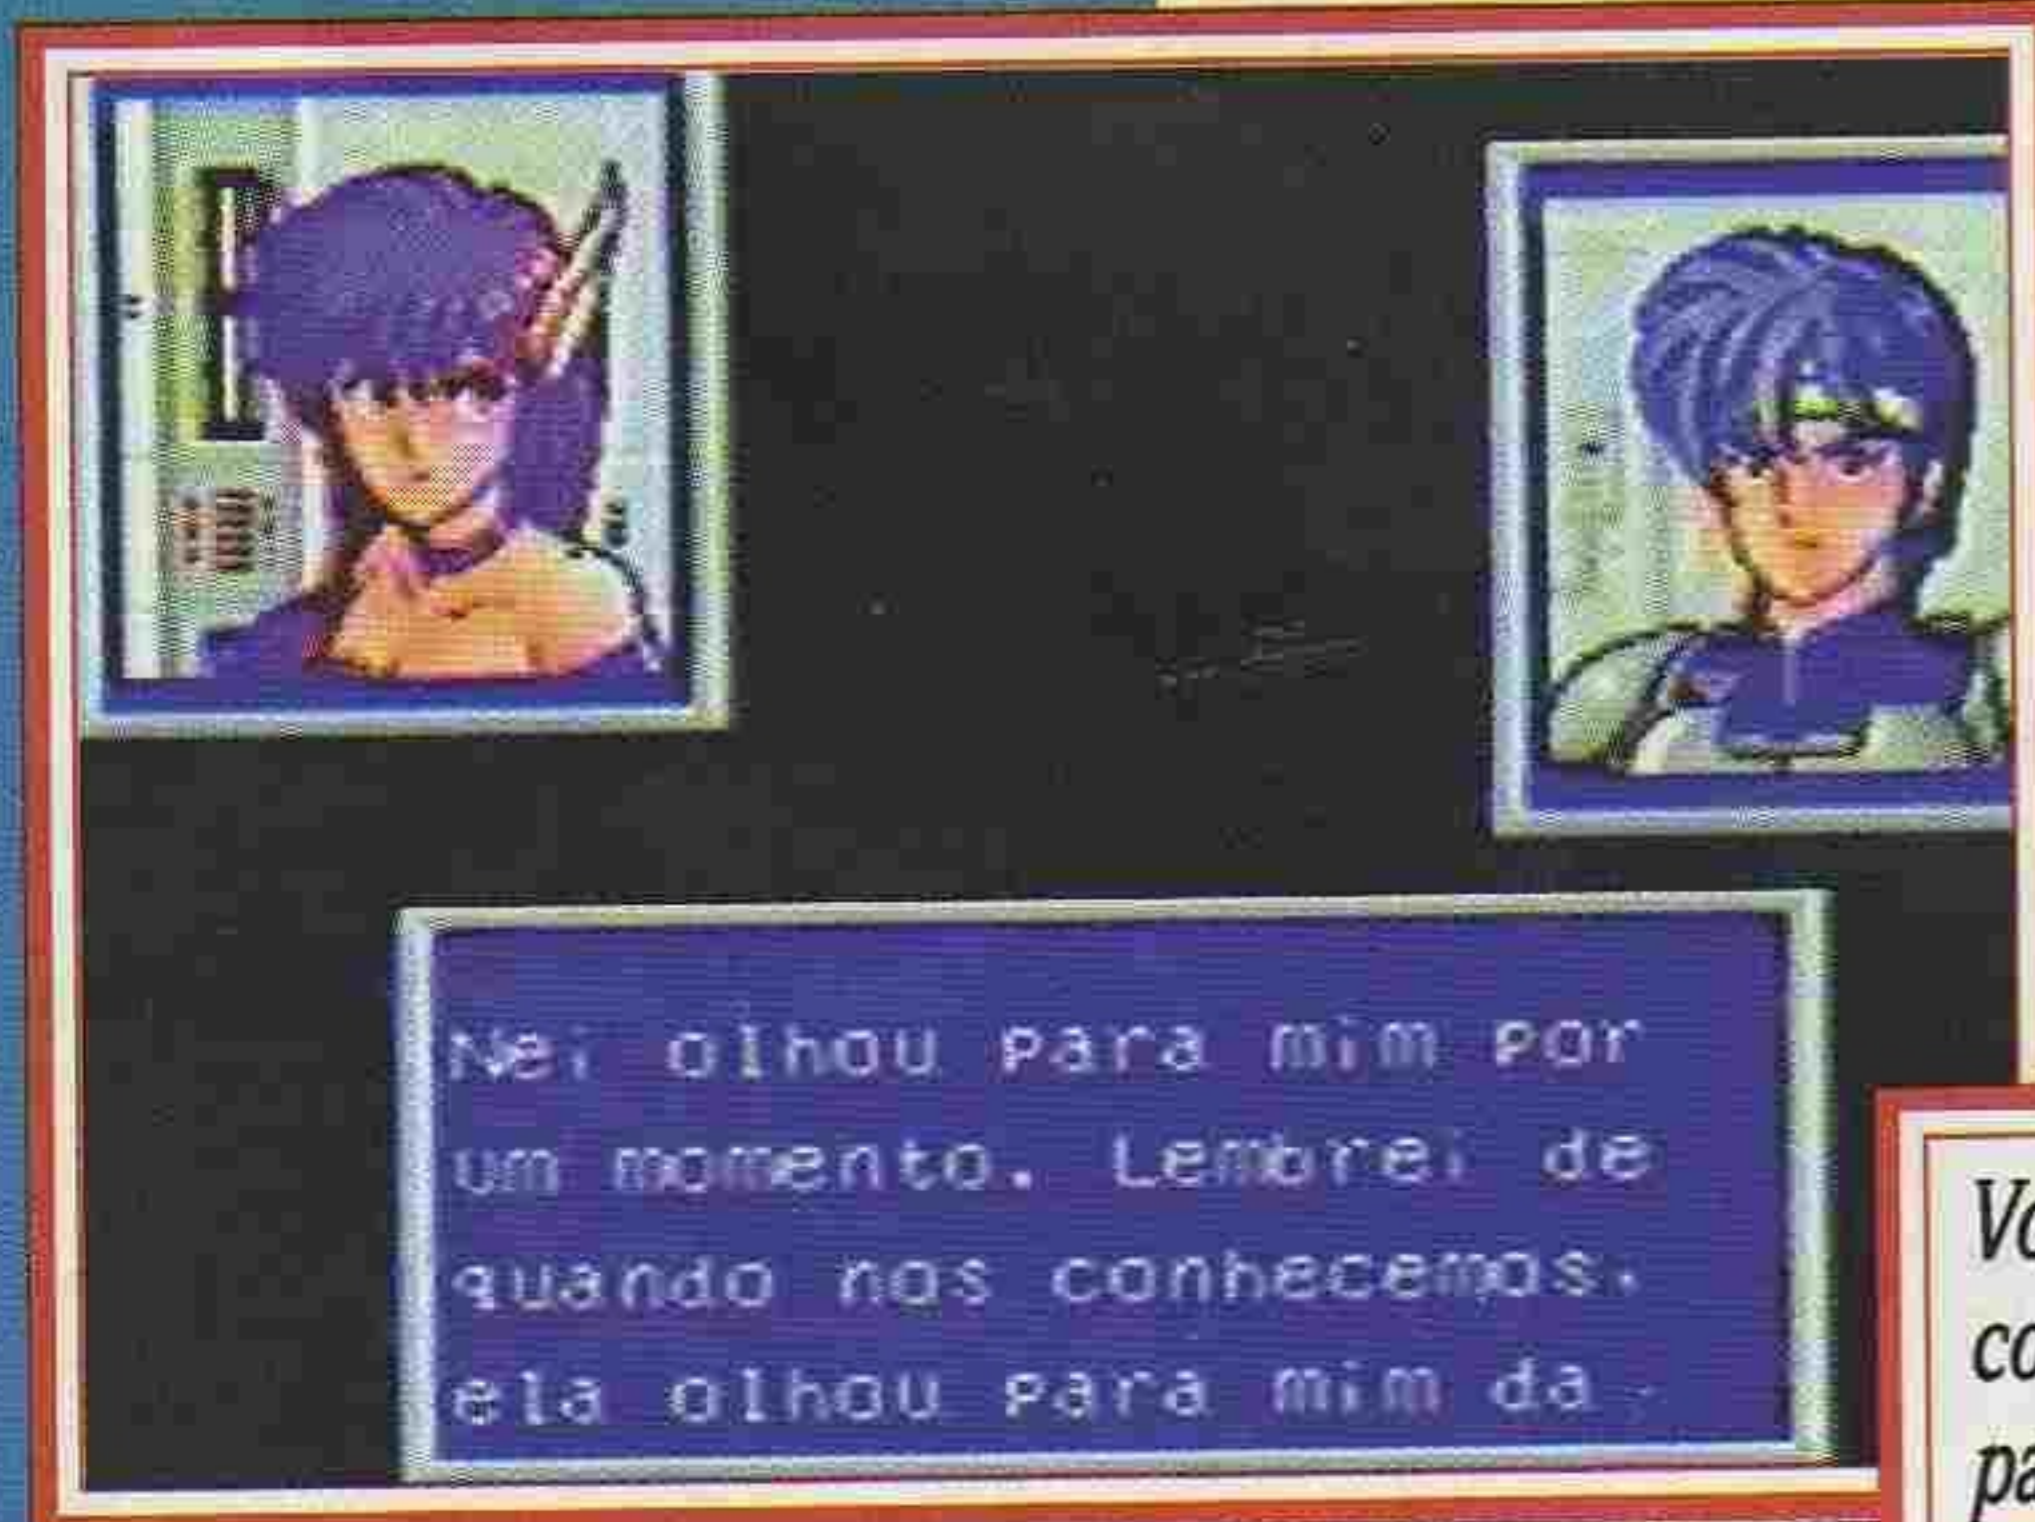 Nei olhou para mim por
um momento. Lembrei de
quando nos conhecemos,
ela olhou para mim da